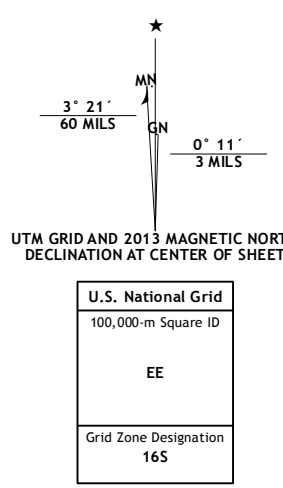 ★
MN
3° 21´
60 MILS
GN
0° 11´
3 MILS
UTM GRID AND 2013 MAGNETIC NORT
DECLINATION AT CENTER OF SHEET
U.S. National Grid
100,000-m Square ID
EE
Grid Zone Designation
16S